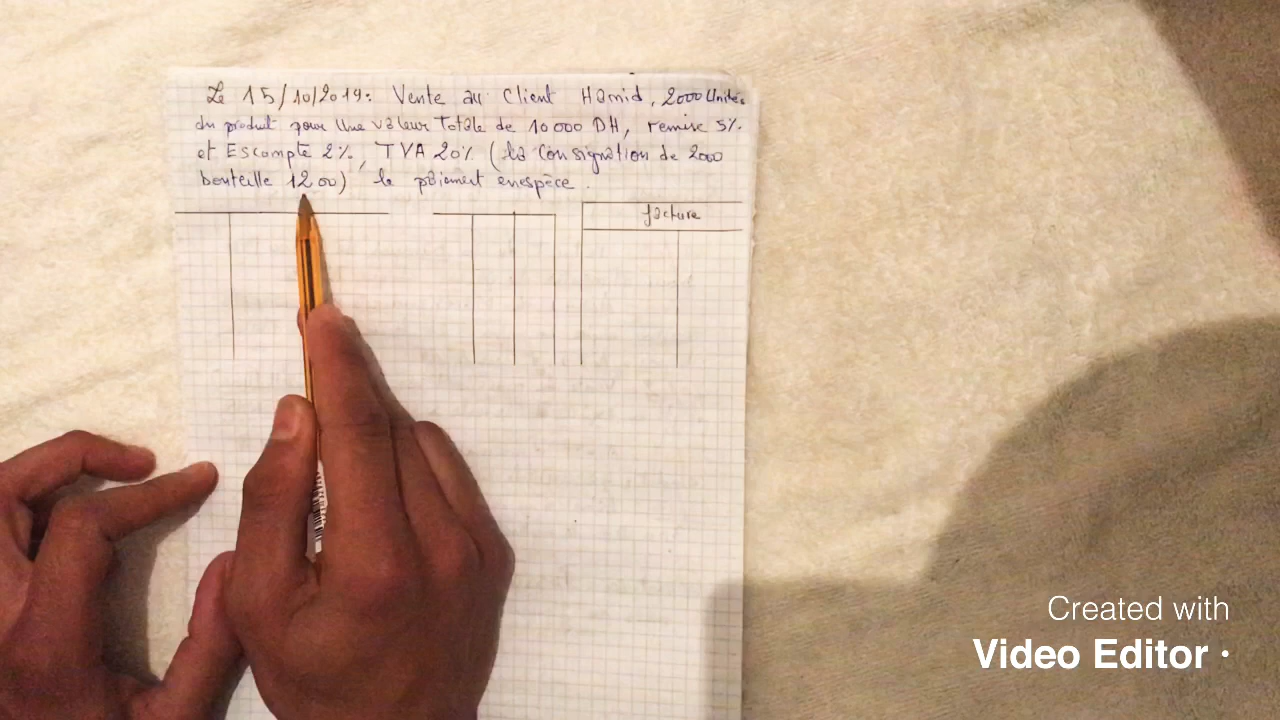 Le 15/10/2019: Vente au Client Hamid, 2000 Unités
du produit pour Une valeur Totale de 10 000 DH, remise 5%
et Escompte 2%, TVA 20% (la Consignation de 2000
bouteille 1200) le paiement enespèce.
facture
Created with
Video Editor